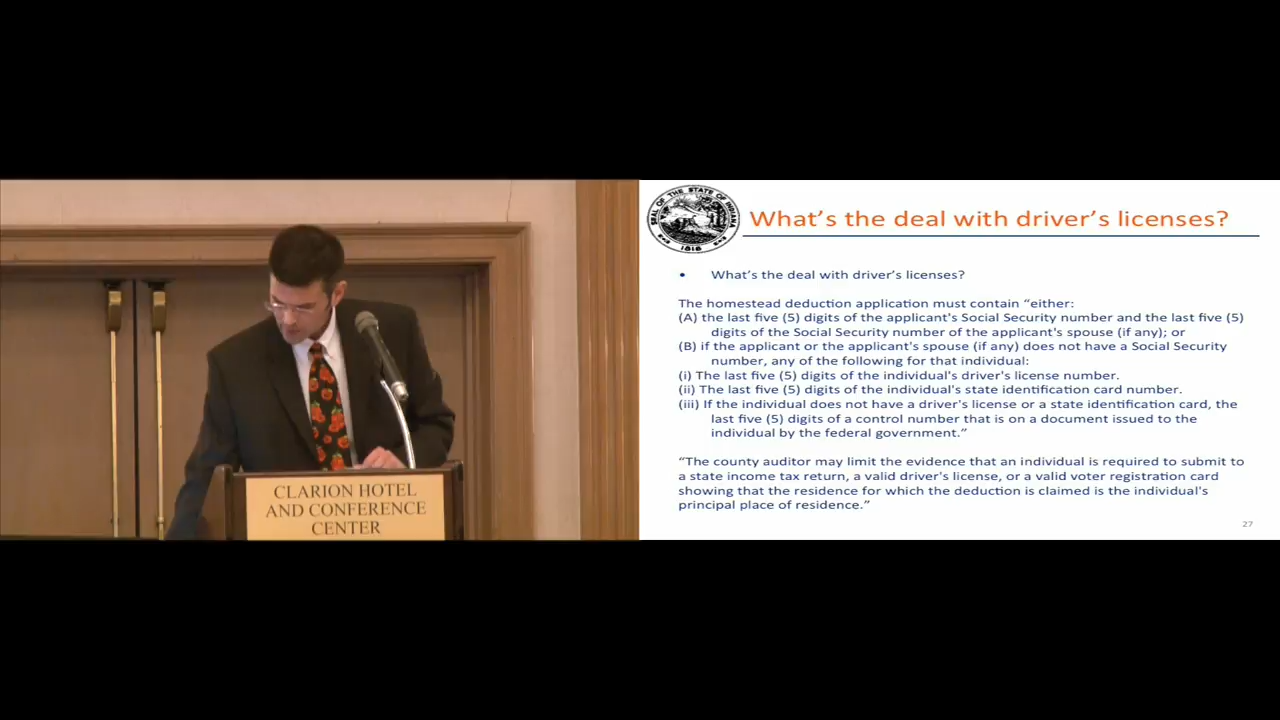 CLARION HOTEL
AND CONFERENCE
CENTER
SEAL OF THE STATE OF INDIANA
1816
What's the deal with driver's licenses?
• What's the deal with driver's licenses?
The homestead deduction application must contain “either:
(A) the last five (5) digits of the applicant's Social Security number and the last five (5)
digits of the Social Security number of the applicant's spouse (if any); or
(B) if the applicant or the applicant's spouse (if any) does not have a Social Security
number, any of the following for that individual:
(i) The last five (5) digits of the individual's driver's license number.
(ii) The last five (5) digits of the individual's state identification card number.
(iii) If the individual does not have a driver's license or a state identification card, the
last five (5) digits of a control number that is on a document issued to the
individual by the federal government.”
“The county auditor may limit the evidence that an individual is required to submit to
a state income tax return, a valid driver's license, or a valid voter registration card
showing that the residence for which the deduction is claimed is the individual's
principal place of residence.”
27